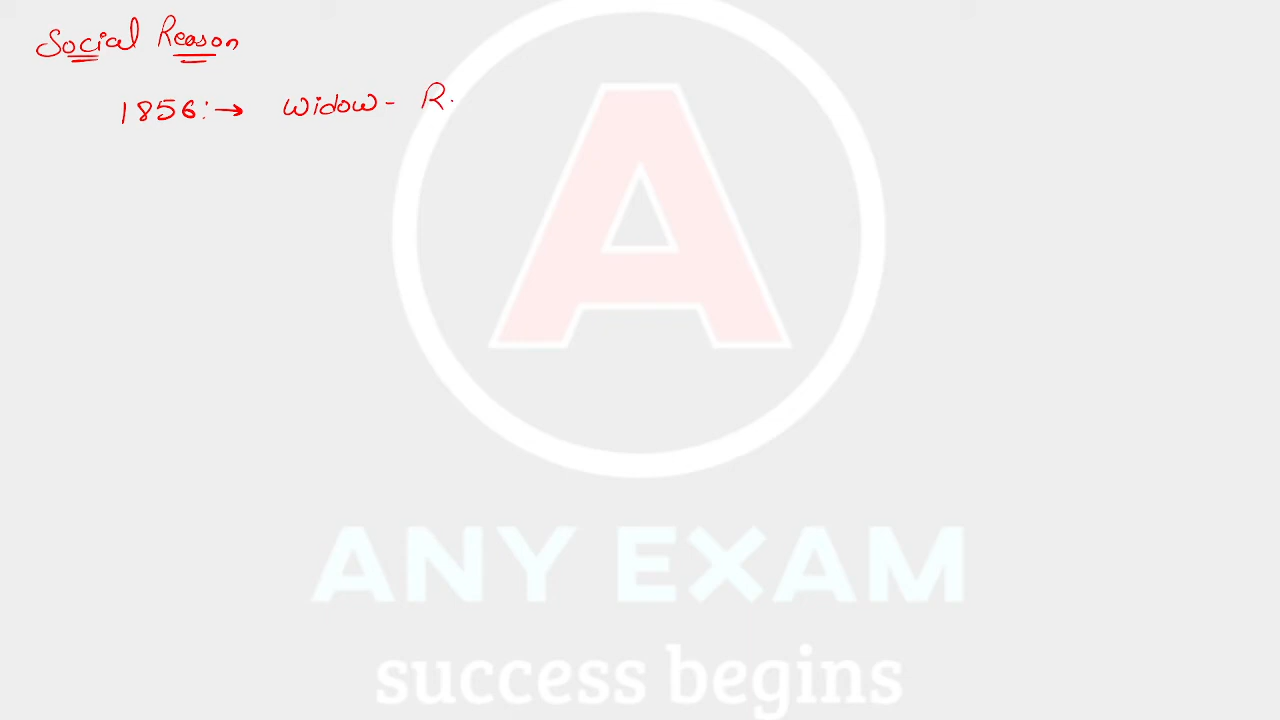 Social Reason
1856:→ widow- R.
A
ANY EXAM
success begins